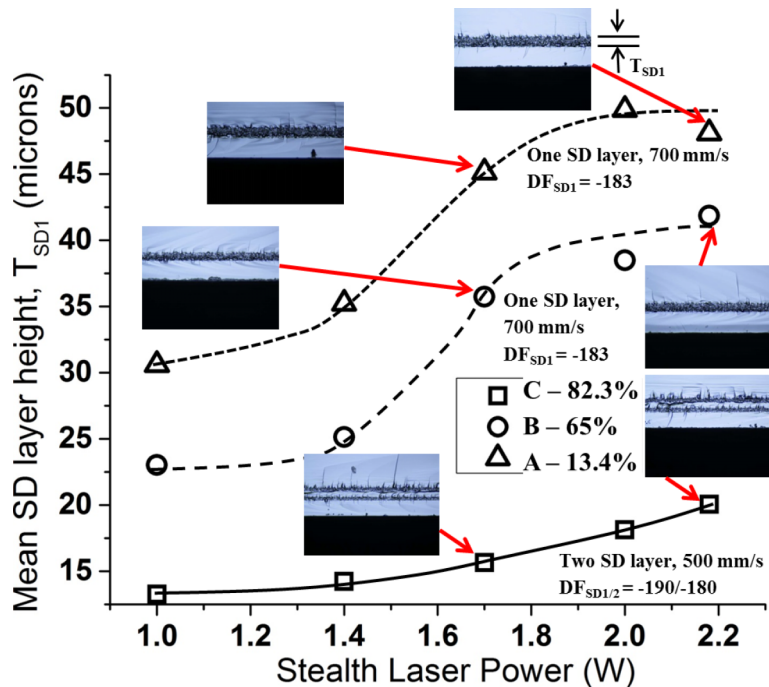 T_SD1
Mean SD layer height, T_SD1 (microns)
50
45
40
35
30
25
20
15
One SD layer, 700 mm/s
DF_SD1 = -183
One SD layer,
700 mm/s
DF_SD1 = -183
C – 82.3%
B – 65%
A – 13.4%
Two SD layer, 500 mm/s
DF_SD1/2 = -190/-180
1.0 1.2 1.4 1.6 1.8 2.0 2.2
Stealth Laser Power (W)